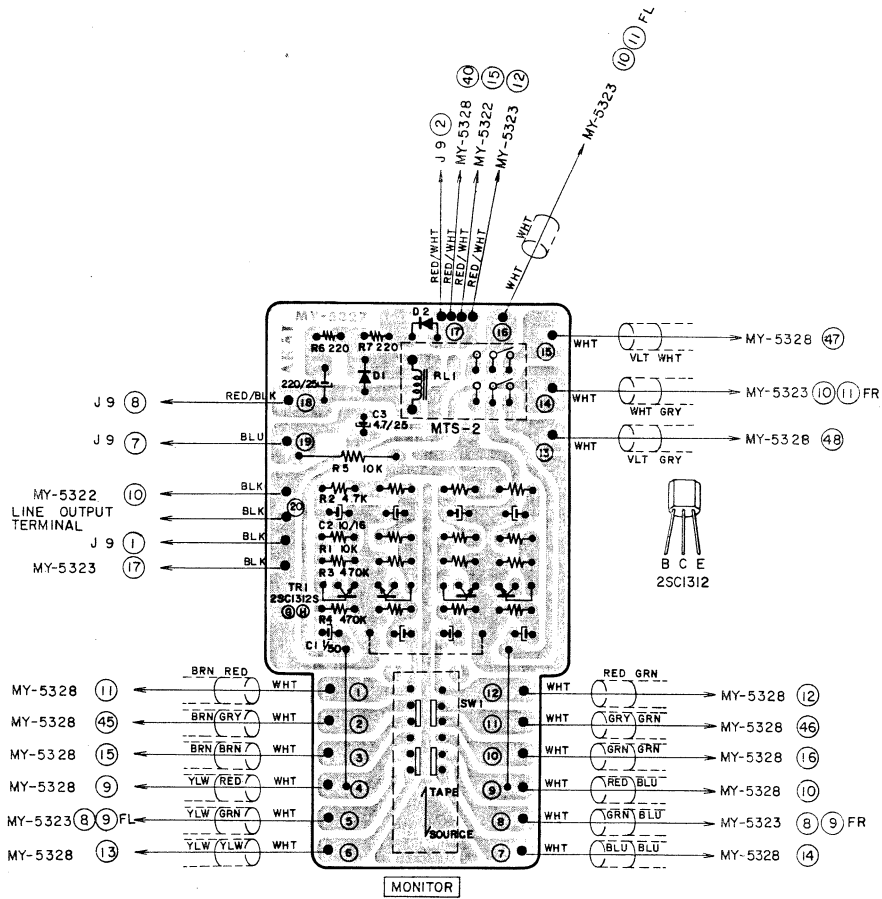 10 11 FL
MY-5323
40 15 12
J 9 2
MY-5328
MY-5322
MY-5323
RED/WHT
RED/WHT
RED/WHT
RED/WHT
WHT
WHT
MY-5327
AKAI
D2
17
16
R6 220
R7 220
15
WHT
VLT WHT
MY-5328 47
220/25
D1
RL1
14
WHT
WHT GRY
MY-5323 10 11 FR
J 9 8
RED/BLK
18
C3
4.7/25
MTS-2
J 9 7
BLU
19
13
WHT
VLT GRY
MY-5328 48
R5 10K
MY-5322 10
BLK
20
R2 4.7K
LINE OUTPUT
TERMINAL
BLK
C2 10/16
J 9 1
BLK
R1 10K
MY-5323 17
BLK
R3 470K
B C E
2SC1312
TR1
2SC1312S
G H
R4 470K
C1 1/50
MY-5328 11
BRN RED
WHT
1
12
WHT
RED GRN
MY-5328 12
SW1
MY-5328 45
BRN GRY
WHT
2
11
WHT
GRY GRN
MY-5328 46
MY-5328 15
BRN BRN
WHT
3
10
WHT
GRN GRN
MY-5328 16
MY-5328 9
YLW RED
WHT
4
9
WHT
RED BLU
MY-5328 10
TAPE
MY-5323 8 9 FL
YLW GRN
WHT
5
8
WHT
GRN BLU
MY-5323 8 9 FR
SOURCE
MY-5328 13
YLW YLW
WHT
6
7
WHT
BLU BLU
MY-5328 14
MONITOR